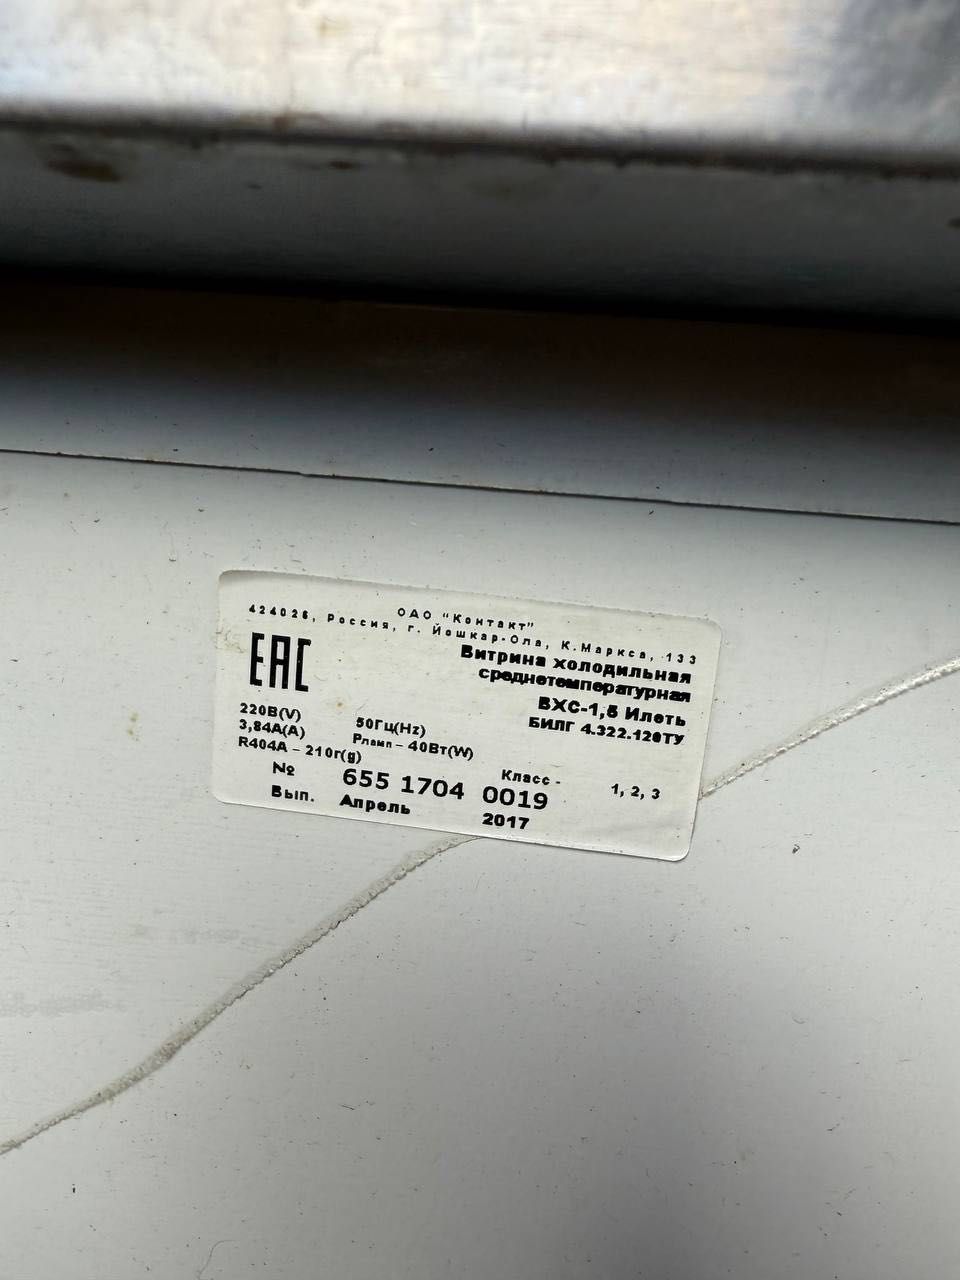 ОАО "Контакт"
424026, Россия, г. Йошкар-Ола, К.Маркса, 133
EAC
Витрина холодильная
среднетемпературная
ВХС-1,5 Илеть
БИЛГ 4.322.126ТУ
220В(V) 50Гц(Hz)
3,84А(A) Рламп - 40Вт(W)
R404A - 210г(g) Класс - 1, 2, 3
№ 655 1704 0019
Вып. Апрель 2017